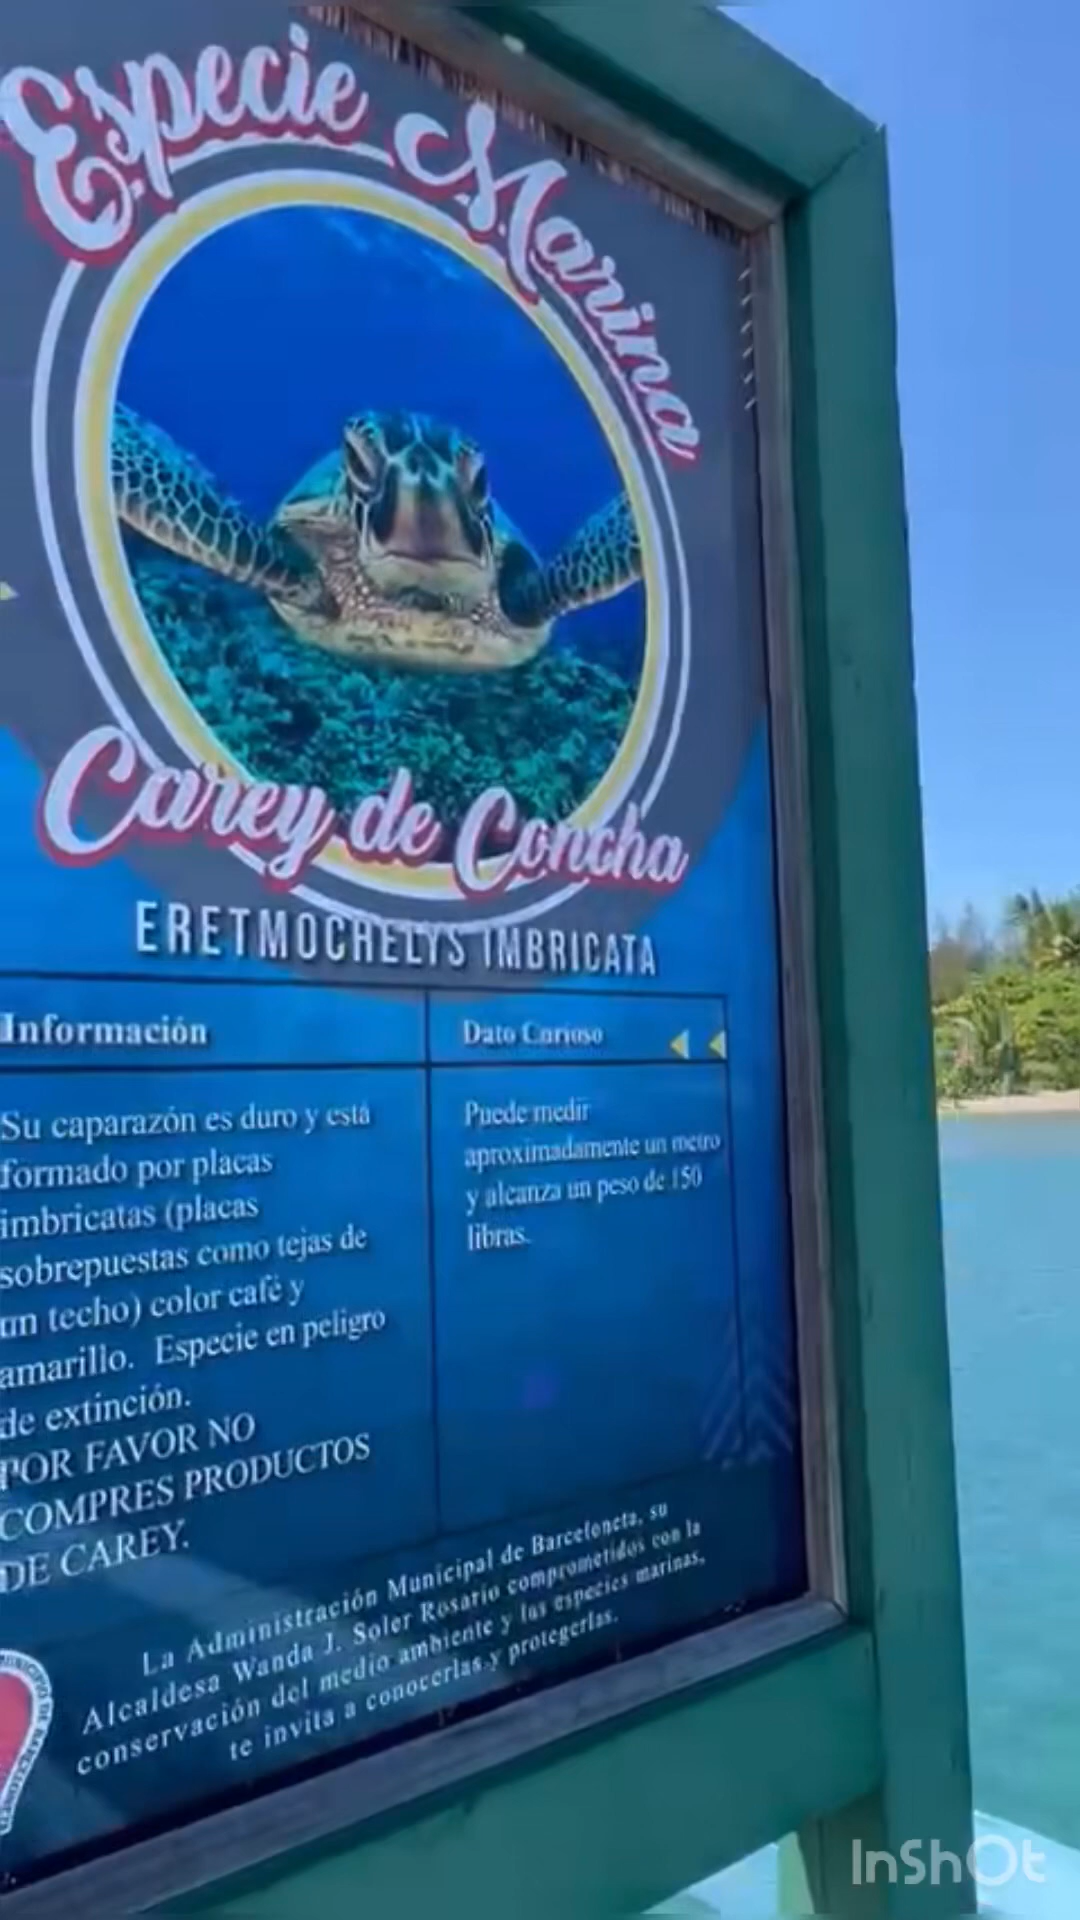 Especie Marina
Carey de Concha
ERETMOCHELYS IMBRICATA
Información
Su caparazón es duro y está
formado por placas
imbricatas (placas
sobrepuestas como tejas de
un techo) color café y
amarillo. Especie en peligro
de extinción.
POR FAVOR NO
COMPRES PRODUCTOS
DE CAREY.
Dato Curioso
Puede medir
aproximadamente un metro
y alcanza un peso de 150
libras.
La Administración Municipal de Barceloneta, su
Alcaldesa Wanda J. Soler Rosario comprometidos con la
conservación del medio ambiente y las especies marinas,
te invita a conocerlas y protegerlas.
InShOt